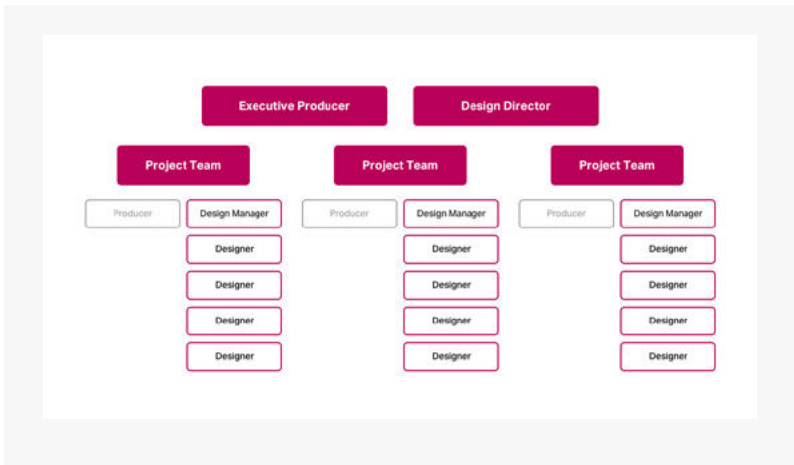 Executive Producer Design Director
Project Team Project Team Project Team
Producer Design Manager Producer Design Manager Producer Design Manager
Designer Designer Designer
Designer Designer Designer
Designer Designer Designer
Designer Designer Designer